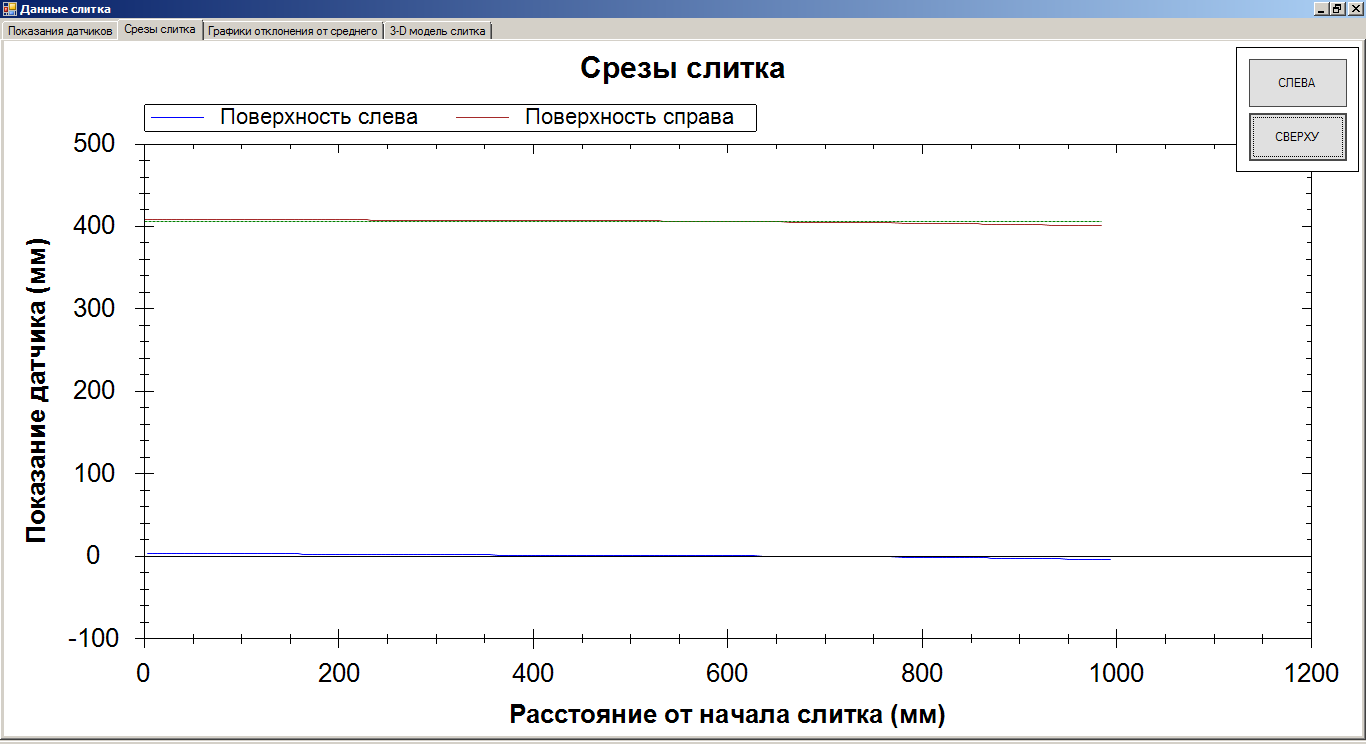 Данные слитка
Показания датчиков Срезы слитка Графики отклонения от среднего 3-D модель слитка
Срезы слитка
СЛЕВА
СВЕРХУ
Поверхность слева Поверхность справа
500
400
300
200
100
0
-100
Показание датчика (мм)
0 200 400 600 800 1000 1200
Расстояние от начала слитка (мм)